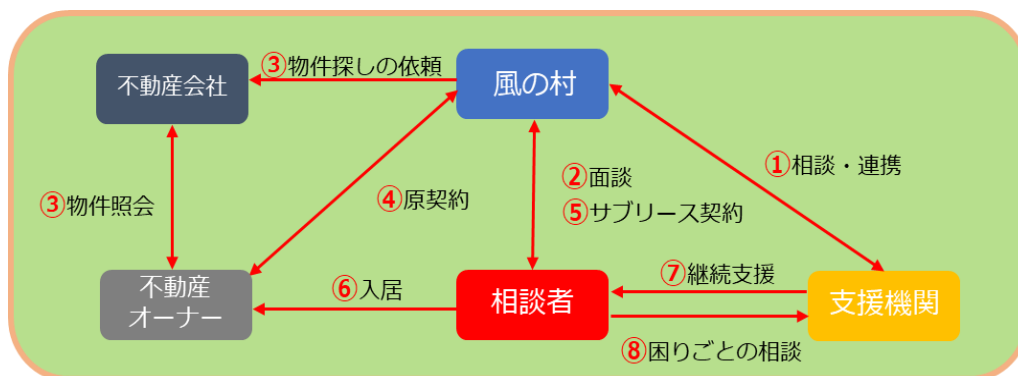 ③物件探しの依頼
不動産会社
風の村
①相談・連携
②面談
④原契約
③物件照会
⑤サブリース契約
不動産
オーナー
⑥入居
相談者
⑦継続支援
支援機関
⑧困りごとの相談